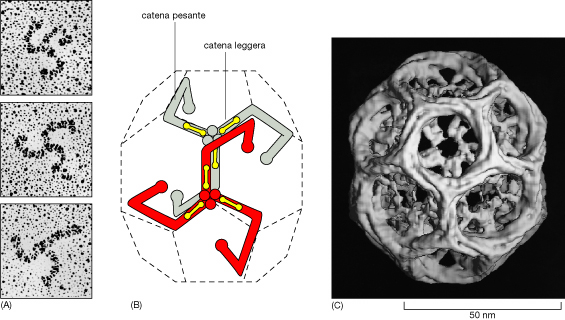 catena pesante
catena leggera
(A)
(B)
(C)
50 nm